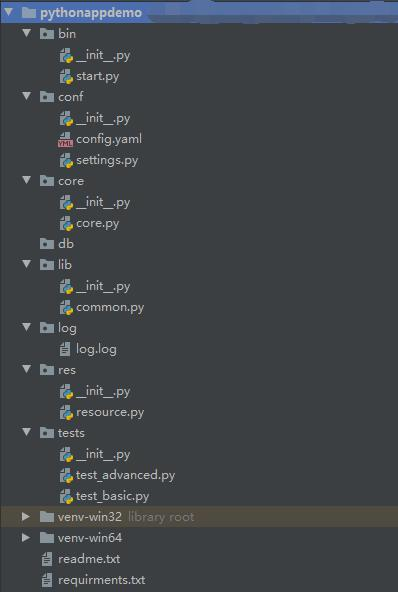 pythonappdemo
bin
__init__.py
start.py
conf
__init__.py
YML config.yaml
settings.py
core
__init__.py
core.py
db
lib
__init__.py
common.py
log
log.log
res
__init__.py
resource.py
tests
__init__.py
test_advanced.py
test_basic.py
venv-win32 library root
venv-win64
readme.txt
requirments.txt